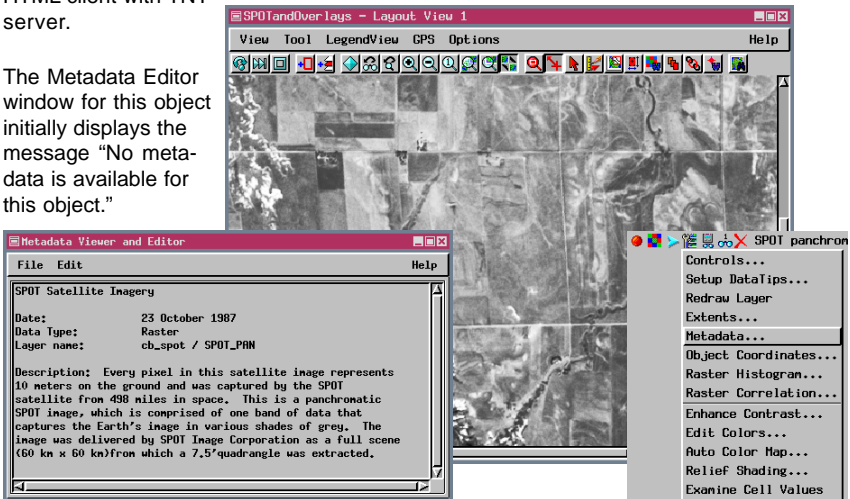 HTML client with TNT
server.
The Metadata Editor
window for this object
initially displays the
message “No meta-
data is available for
this object.”
SPOTandOverlays - Layout View 1
View Tool LegendView GPS Options Help
Metadata Viewer and Editor
File Edit Help
SPOT Satellite Imagery
Date: 23 October 1987
Data Type: Raster
Layer name: cb_spot / SPOT_PAN
Description: Every pixel in this satellite image represents
10 meters on the ground and was captured by the SPOT
satellite from 498 miles in space. This is a panchromatic
SPOT image, which is comprised of one band of data that
captures the Earth's image in various shades of grey. The
image was delivered by SPOT Image Corporation as a full scene
(60 km x 60 km)from which a 7.5'quadrangle was extracted.
SPOT panchrom
Controls...
Setup DataTips...
Redraw Layer
Extents...
Metadata...
Object Coordinates...
Raster Histogram...
Raster Correlation...
Enhance Contrast...
Edit Colors...
Auto Color Map...
Relief Shading...
Examine Cell Values